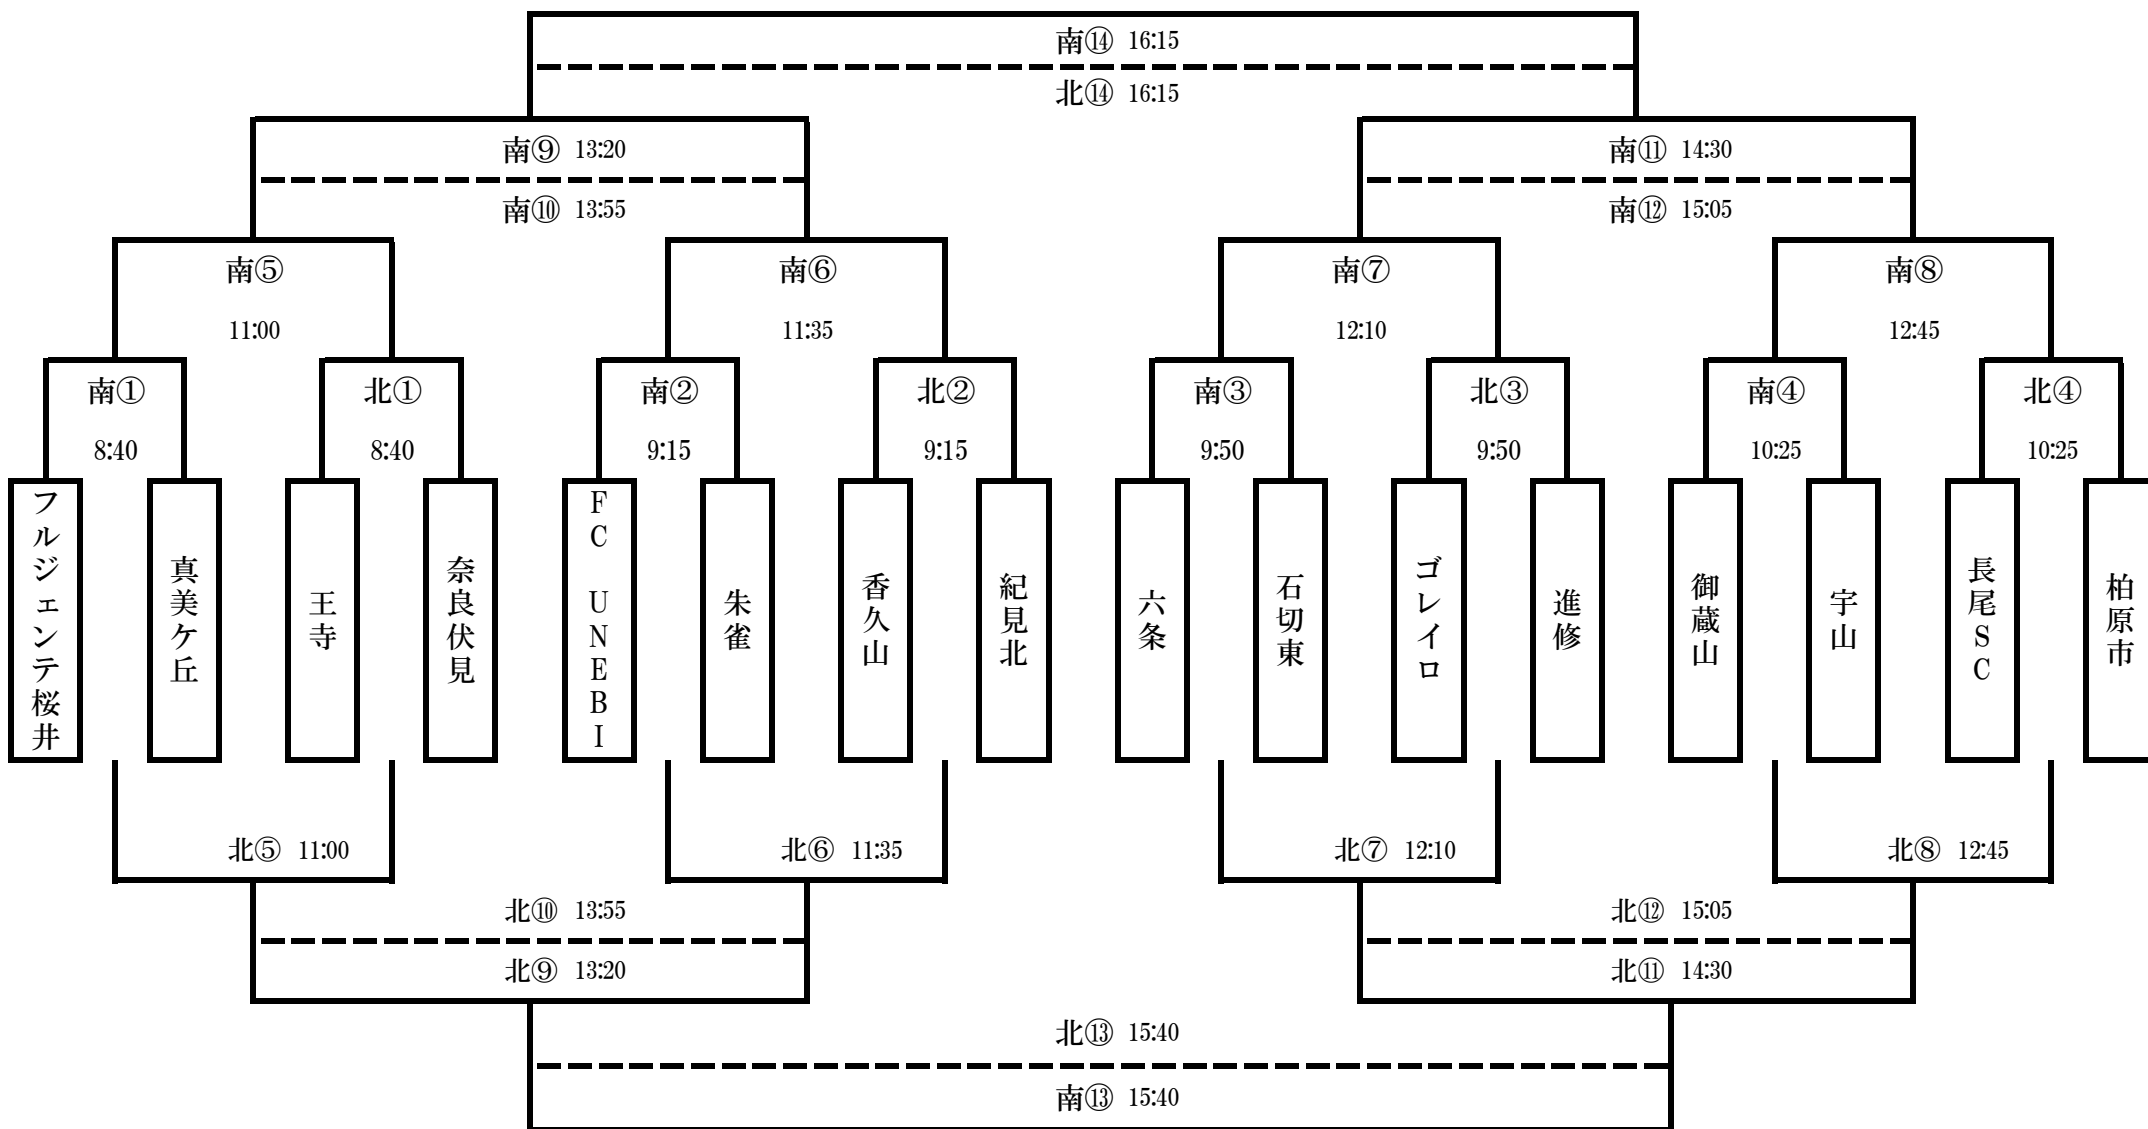 南⑭ 16:15
北⑭ 16:15
南⑨ 13:20
南⑪ 14:30
南⑩ 13:55
南⑫ 15:05
南⑤
南⑥
南⑦
南⑧
11:00
11:35
12:10
12:45
南①
北①
南②
北②
南③
北③
南④
北④
8:40
8:40
9:15
9:15
9:50
9:50
10:25
10:25
フルジェンテ桜井
真美ケ丘
王寺
奈良伏見
FC UNEBI
朱雀
香久山
紀見北
六条
石切東
ゴレイロ
進修
御蔵山
宇山
長尾SC
柏原市
北⑤ 11:00
北⑥ 11:35
北⑦ 12:10
北⑧ 12:45
北⑩ 13:55
北⑫ 15:05
北⑨ 13:20
北⑪ 14:30
北⑬ 15:40
南⑬ 15:40